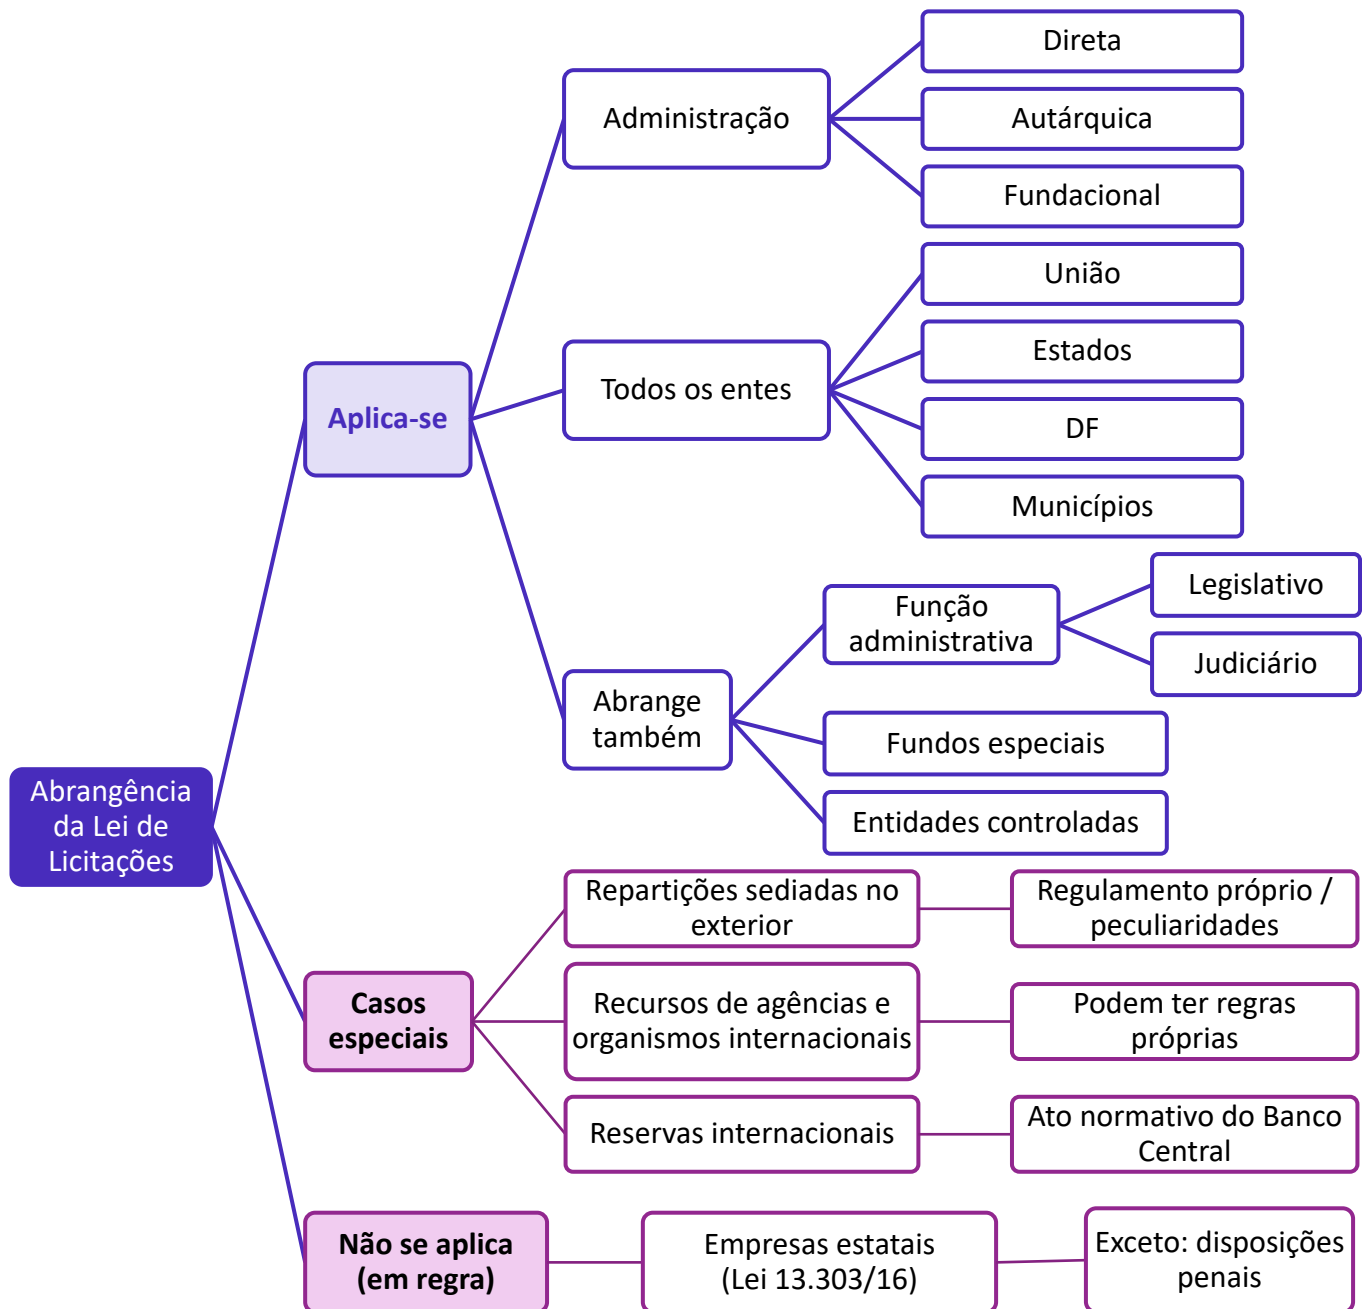 Abrangência
da Lei de
Licitações
Aplica-se
Administração
Direta
Autárquica
Fundacional
Todos os entes
União
Estados
DF
Municípios
Abrange
também
Função
administrativa
Legislativo
Judiciário
Fundos especiais
Entidades controladas
Casos
especiais
Repartições sediadas no
exterior
Regulamento próprio /
peculiaridades
Recursos de agências e
organismos internacionais
Podem ter regras
próprias
Reservas internacionais
Ato normativo do Banco
Central
Não se aplica
(em regra)
Empresas estatais
(Lei 13.303/16)
Exceto: disposições
penais